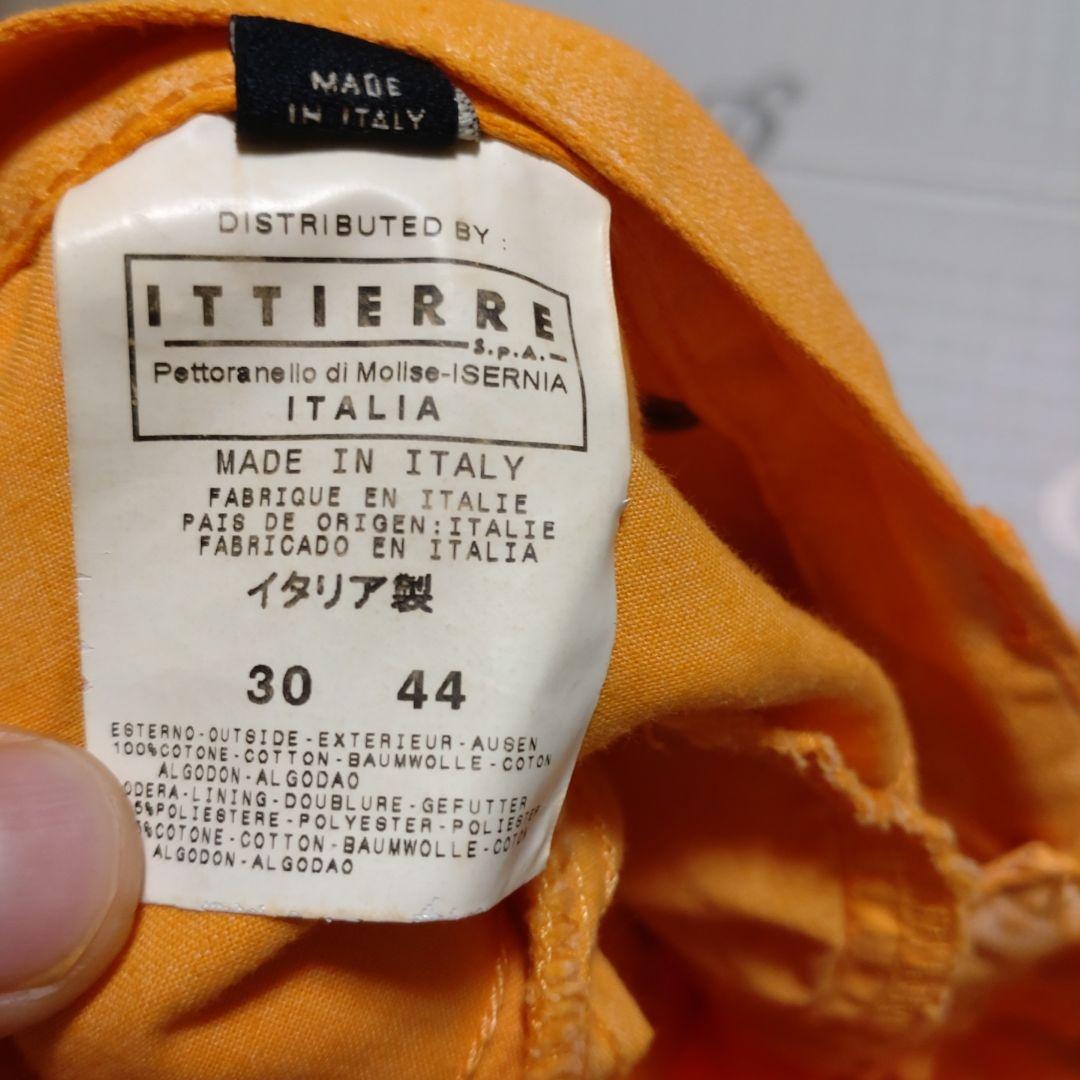 MADE
IN ITALY
DISTRIBUTED BY :
ITTIERRE
S.p.A.
Pettoranello di Molise-ISERNIA
ITALIA
MADE IN ITALY
FABRIQUE EN ITALIE
PAIS DE ORIGEN:ITALIE
FABRICADO EN ITALIA
イタリア製
30 44
ESTERNO-OUTSIDE-EXTERIEUR-AUSEN
100%COTONE-COTTON-BAUMWOLLE-COTON
ALGODON-ALGODAO
ODERA-LINING-DOUBLURE-GEFUTTER
5%POLIESTERE-POLYESTER-POLIESTER
%COTONE-COTTON-BAUMWOLLE-COTON
ALGODON-ALGODAO